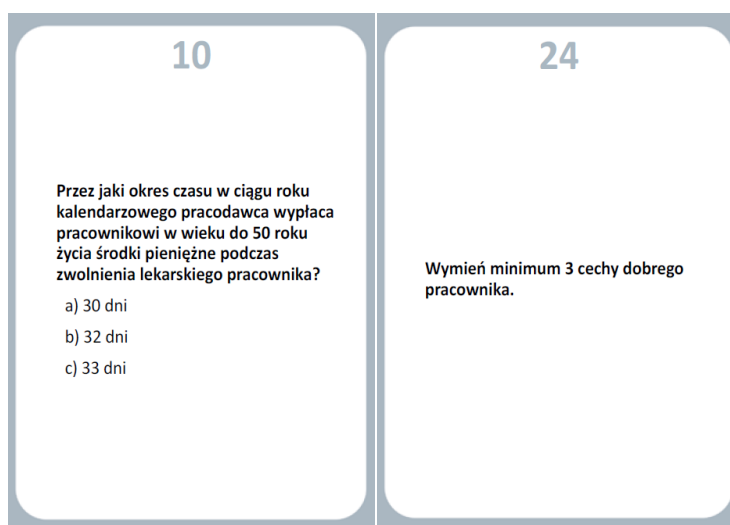 10
Przez jaki okres czasu w ciągu roku
kalendarzowego pracodawca wypłaca
pracownikowi w wieku do 50 roku
życia środki pieniężne podczas
zwolnienia lekarskiego pracownika?
a) 30 dni
b) 32 dni
c) 33 dni
24
Wymień minimum 3 cechy dobrego
pracownika.